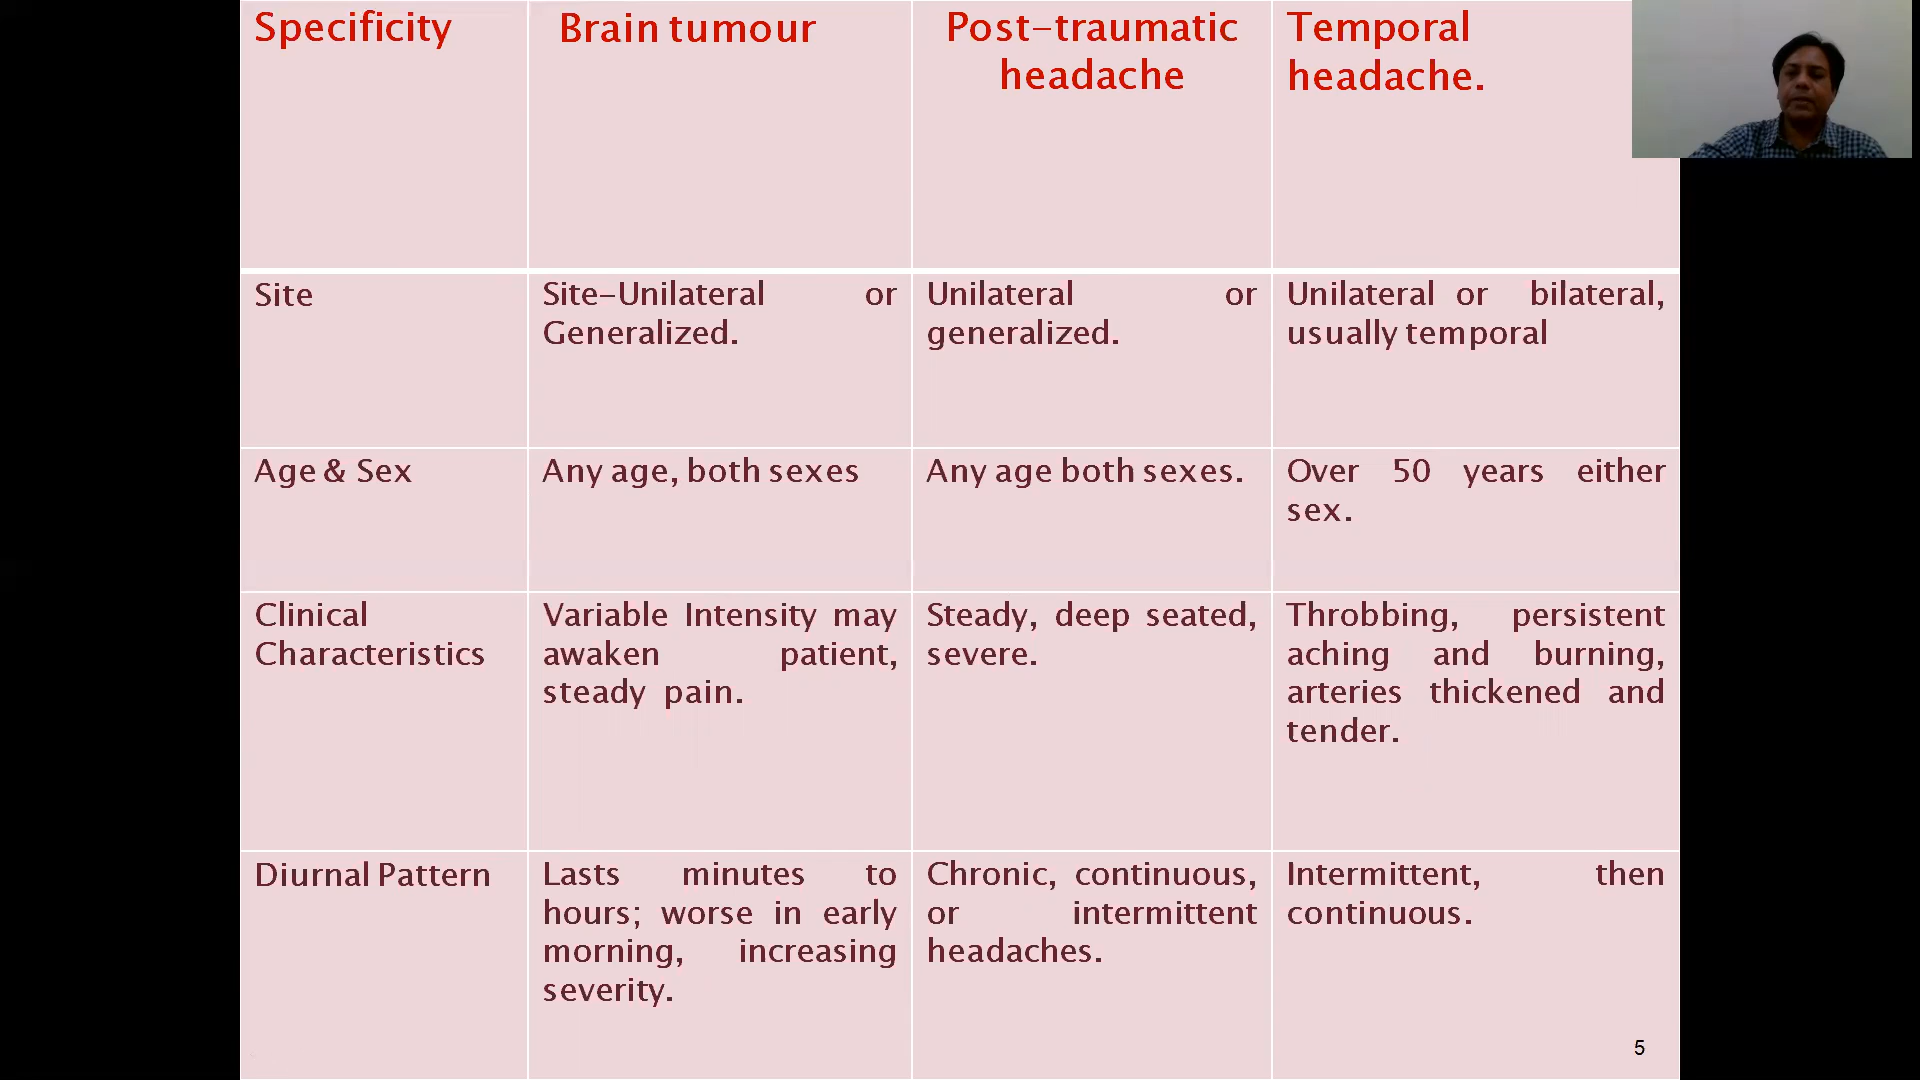 Specificity
Brain tumour
Post-traumatic
headache
Temporal
headache.
Site
Site-Unilateral or
Generalized.
Unilateral or
generalized.
Unilateral or bilateral,
usually temporal
Age & Sex
Any age, both sexes
Any age both sexes.
Over 50 years either
sex.
Clinical
Characteristics
Variable Intensity may
awaken patient,
steady pain.
Steady, deep seated,
severe.
Throbbing, persistent
aching and burning,
arteries thickened and
tender.
Diurnal Pattern
Lasts minutes to
hours; worse in early
morning, increasing
severity.
Chronic, continuous,
or intermittent
headaches.
Intermittent, then
continuous.
5